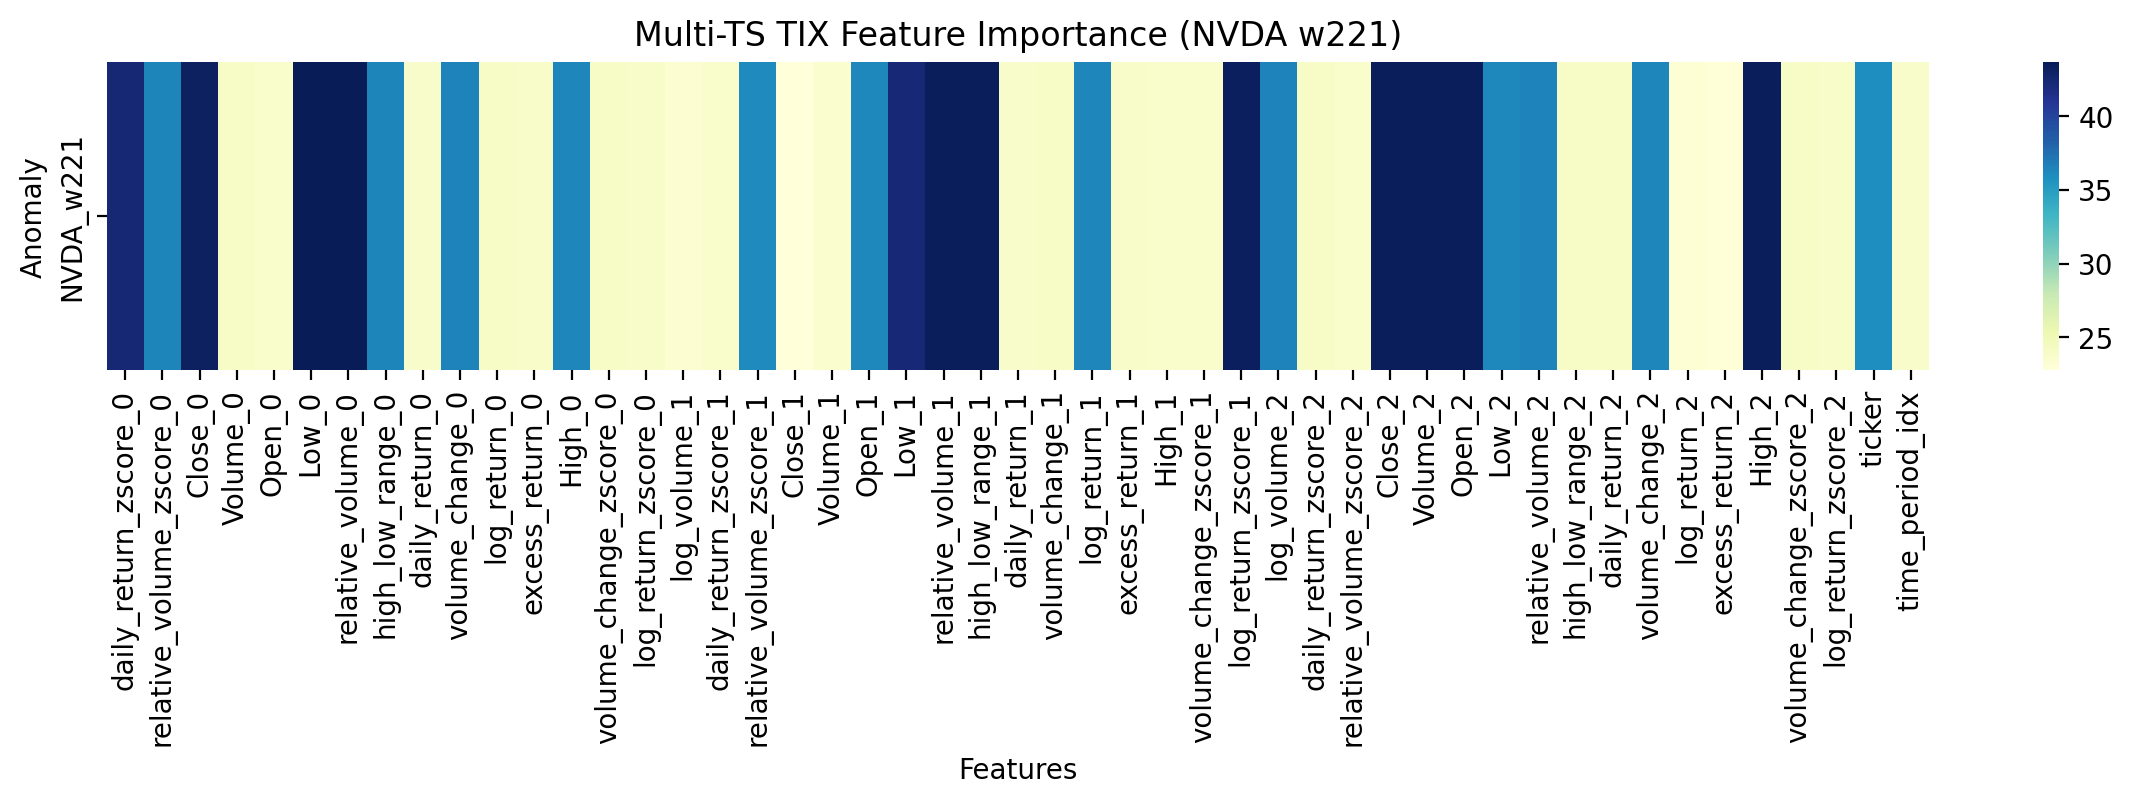 Multi-TS TIX Feature Importance (NVDA w221)
Anomaly
NVDA_w221
daily_return_zscore_0
relative_volume_zscore_0
Close_0
Volume_0
Open_0
Low_0
relative_volume_0
high_low_range_0
daily_return_0
volume_change_0
log_return_0
excess_return_0
High_0
volume_change_zscore_0
log_return_zscore_0
log_volume_1
daily_return_zscore_1
relative_volume_zscore_1
Close_1
Volume_1
Open_1
Low_1
relative_volume_1
high_low_range_1
daily_return_1
volume_change_1
log_return_1
excess_return_1
High_1
volume_change_zscore_1
log_return_zscore_1
log_volume_2
daily_return_zscore_2
relative_volume_zscore_2
Close_2
Volume_2
Open_2
Low_2
relative_volume_2
high_low_range_2
daily_return_2
volume_change_2
log_return_2
excess_return_2
High_2
volume_change_zscore_2
log_return_zscore_2
ticker
time_period_idx
Features
40
35
30
25